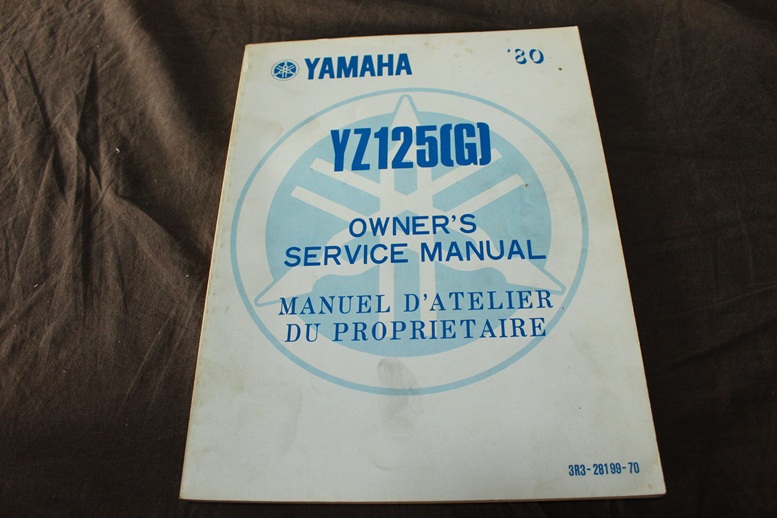 YAMAHA '80
YZ125(G)
OWNER'S
SERVICE MANUAL
MANUEL D'ATELIER
DU PROPRIETAIRE
3R3-28199-70